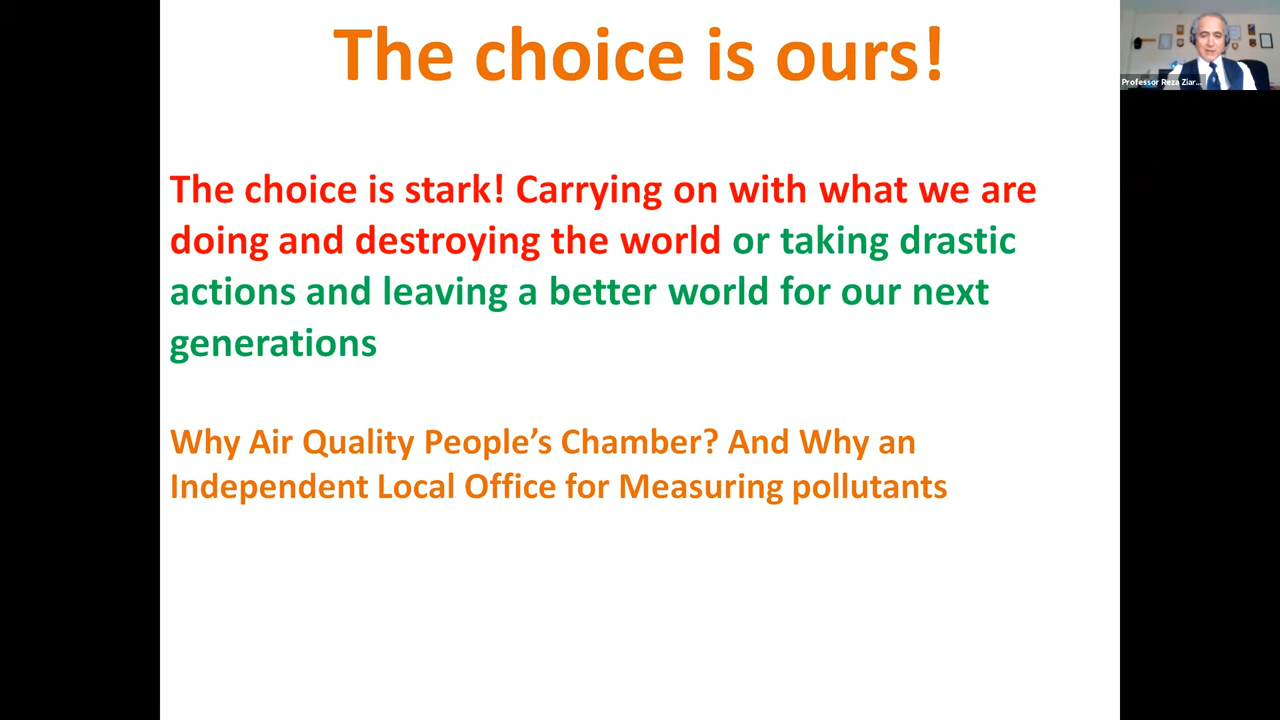 The choice is ours!
Professor Reza Ziar...
The choice is stark! Carrying on with what we are
doing and destroying the world or taking drastic
actions and leaving a better world for our next
generations
Why Air Quality People’s Chamber? And Why an
Independent Local Office for Measuring pollutants